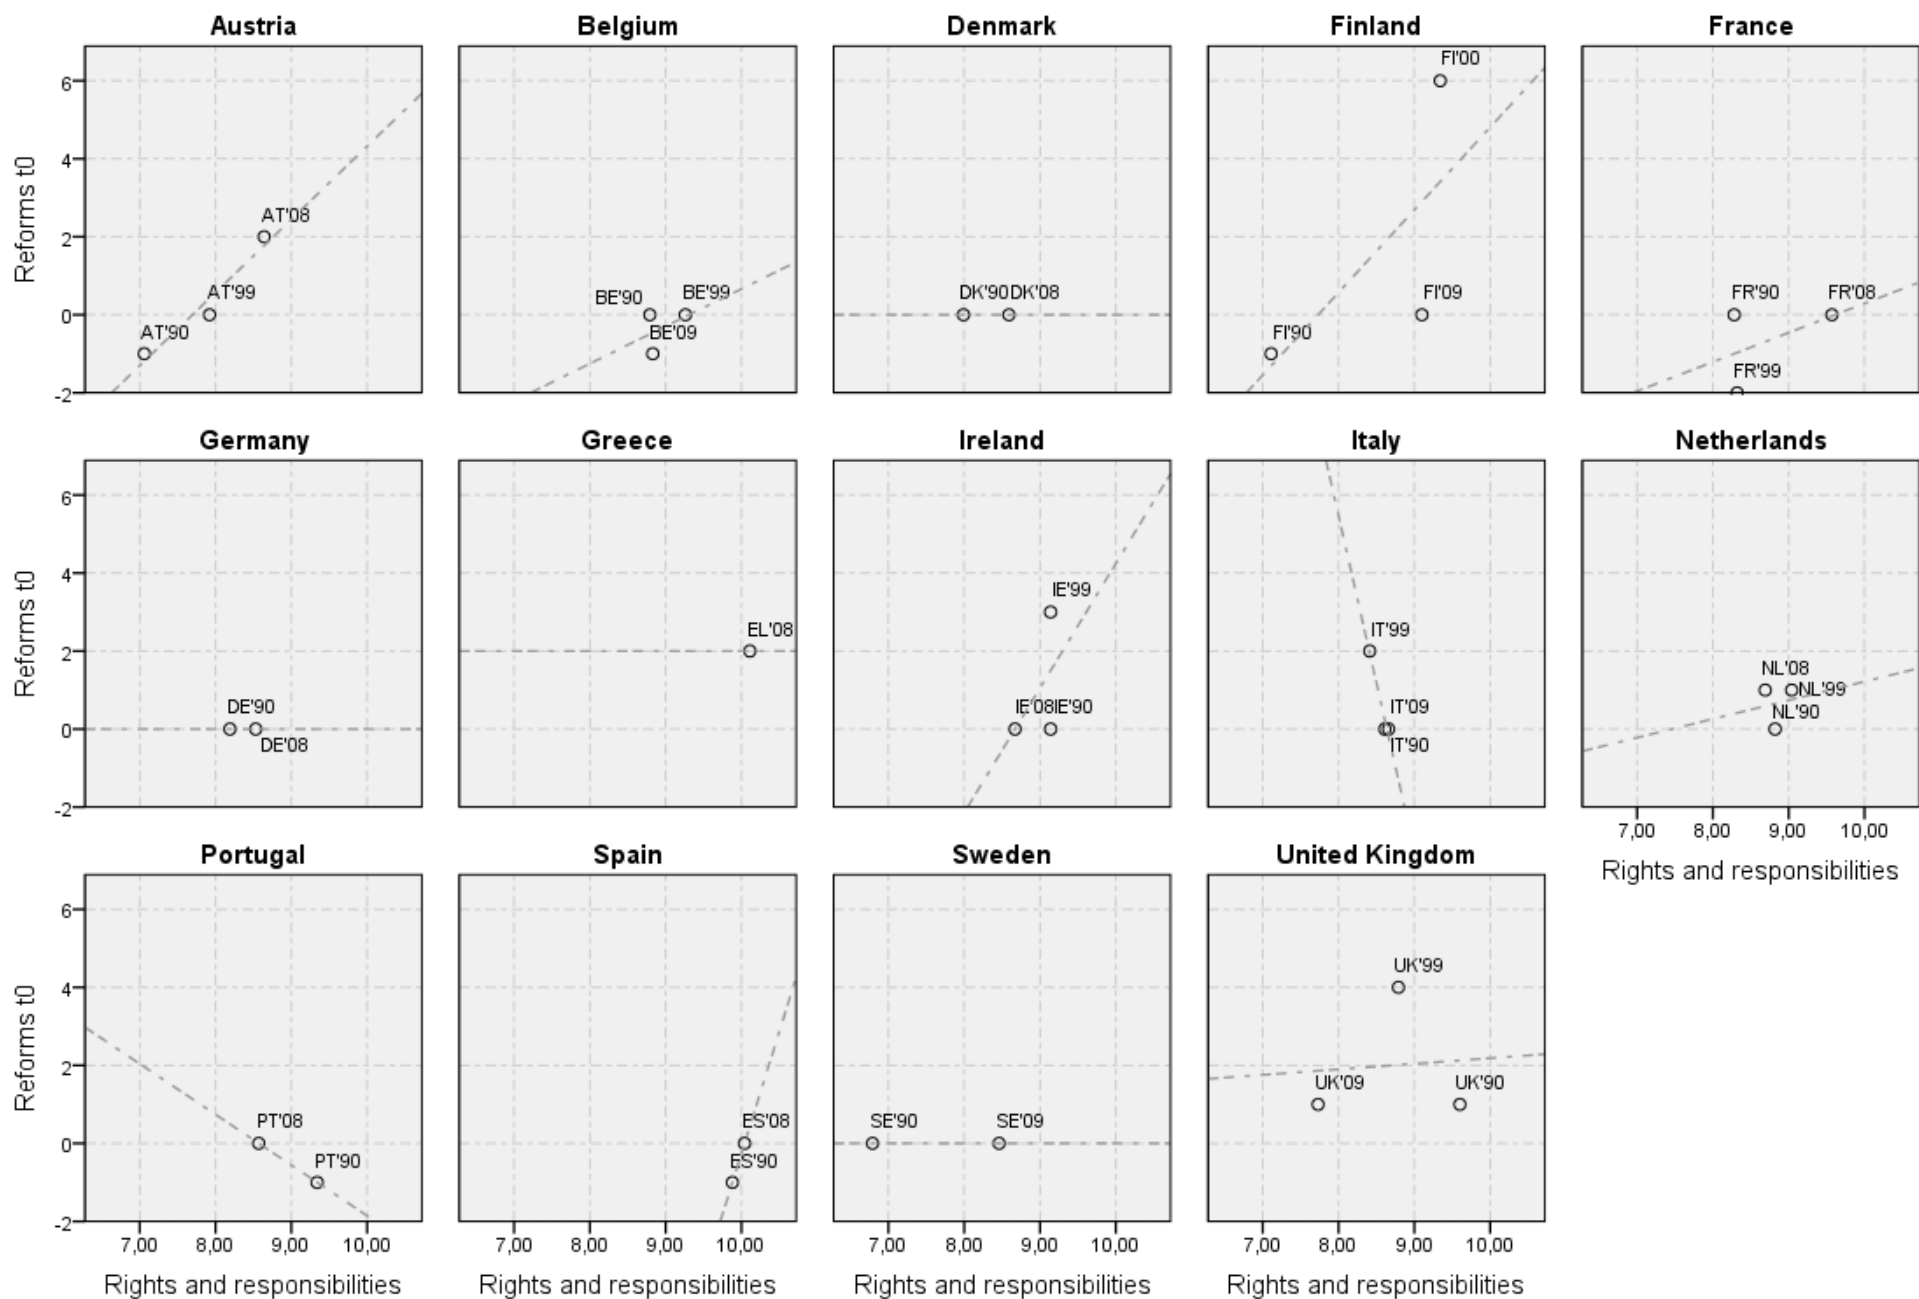 Austria
Belgium
Denmark
Finland
France
Reforms t0
6
4
2
0
-2
AT'08
AT'99
AT'90
BE'90
BE'99
BE'09
DK'90
DK'08
FI'00
FI'09
FI'90
FR'90
FR'08
FR'99
Germany
Greece
Ireland
Italy
Netherlands
Reforms t0
6
4
2
0
-2
DE'90
DE'08
EL'08
IE'99
IE'08
IE'90
IT'99
IT'09
IT'90
NL'08
NL'99
NL'90
7,00 8,00 9,00 10,00
Rights and responsibilities
Portugal
Spain
Sweden
United Kingdom
Reforms t0
6
4
2
0
-2
PT'08
PT'90
ES'08
ES'90
SE'90
SE'09
UK'99
UK'09
UK'90
7,00 8,00 9,00 10,00
7,00 8,00 9,00 10,00
7,00 8,00 9,00 10,00
7,00 8,00 9,00 10,00
Rights and responsibilities
Rights and responsibilities
Rights and responsibilities
Rights and responsibilities